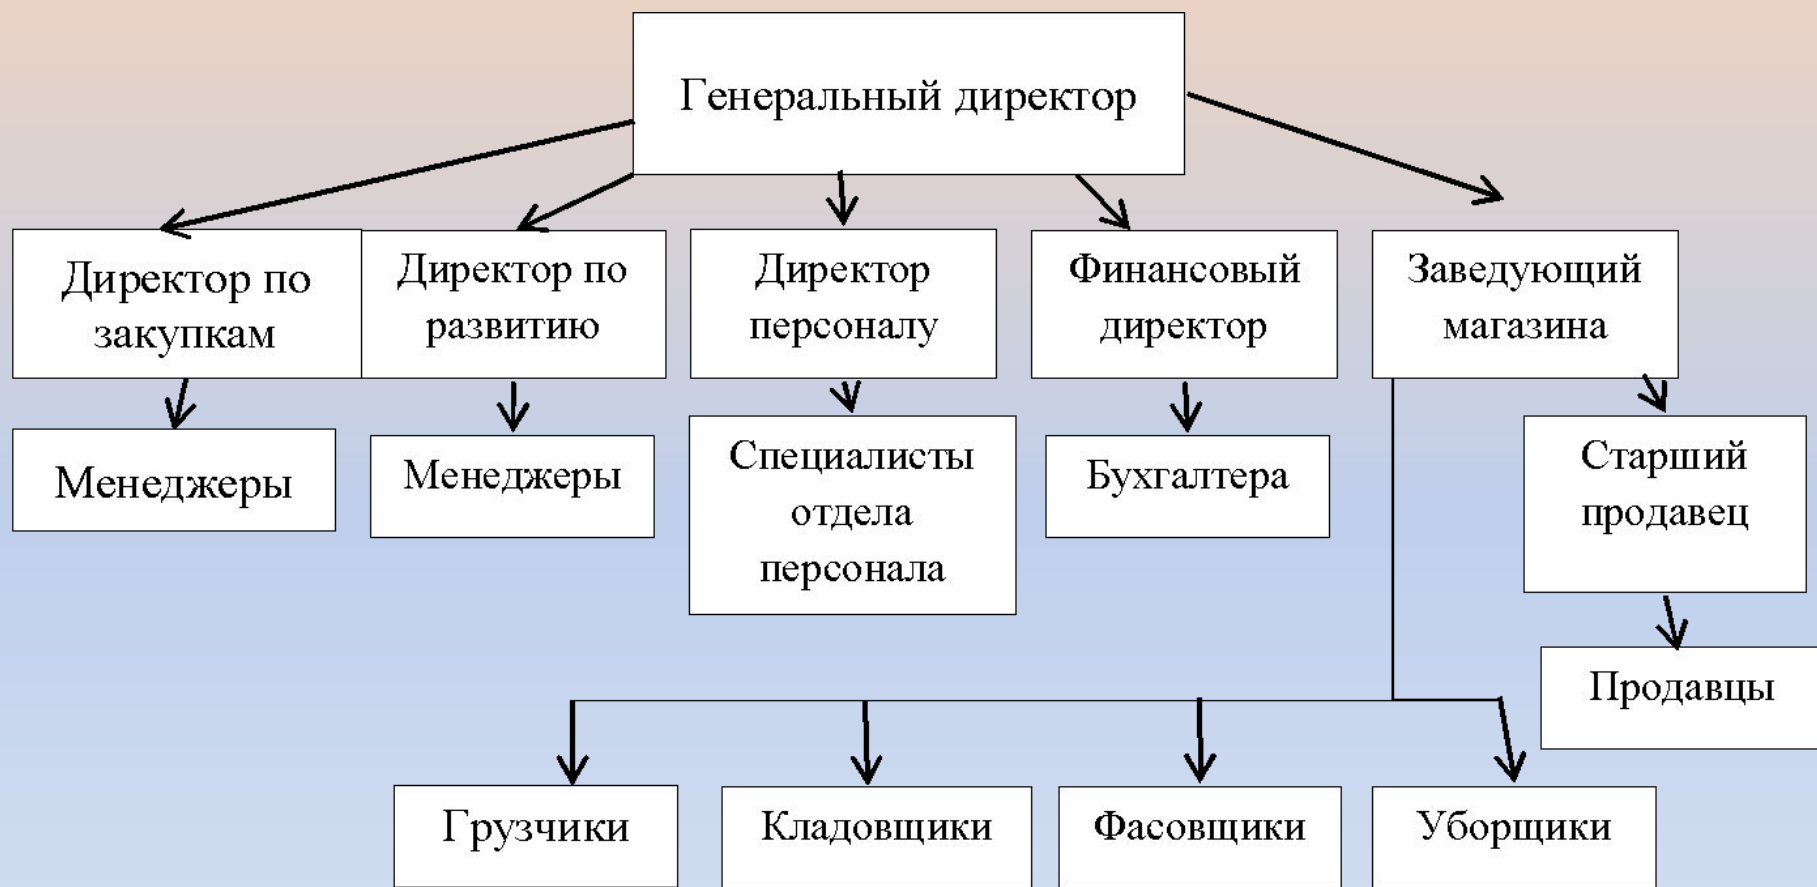 Генеральный директор
Директор по
закупкам
Директор по
развитию
Директор
персоналу
Финансовый
директор
Заведующий
магазина
Менеджеры
Менеджеры
Специалисты
отдела
персонала
Бухгалтера
Старший
продавец
Продавцы
Грузчики
Кладовщики
Фасовщики
Уборщики